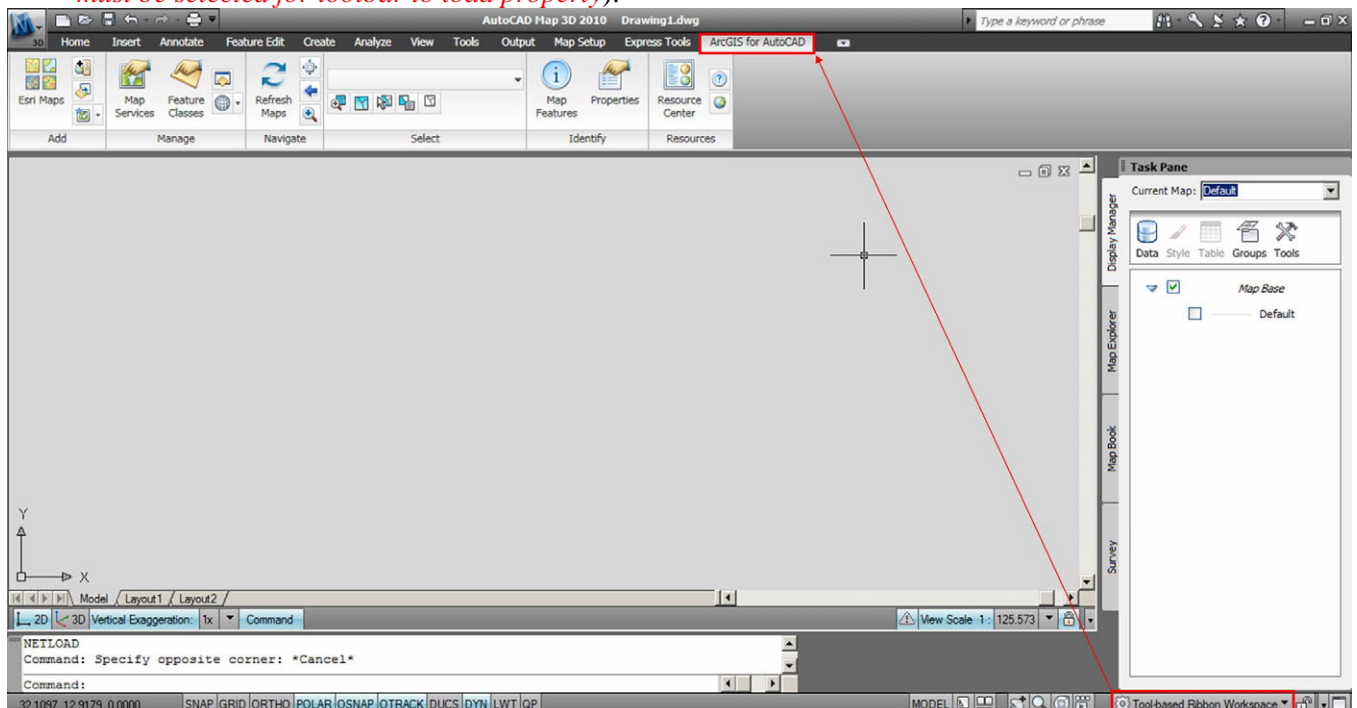 must be selected for toolbar to load property).
AutoCAD Map 3D 2010 Drawing1.dwg
Type a keyword or phrase
3D Home Insert Annotate Feature Edit Create Analyze View Tools Output Map Setup Express Tools ArcGIS for AutoCAD
Esri Maps
Map Services
Feature Classes
Refresh Maps
Map Features
Properties
Resource Center
Add Manage Navigate Select Identify Resources
Task Pane
Current Map: Default
Data Style Table Groups Tools
Map Base
Default
Display Manager
Map Explorer
Map Book
Survey
Y
X
Model Layout1 Layout2
2D 3D Vertical Exaggeration: 1x Command
View Scale 1 : 125.573
NETLOAD
Command: Specify opposite corner: *Cancel*
Command:
32.1097, 12.9179, 0.0000 SNAP GRID ORTHO POLAR OSNAP OTRACK DUCS DYN LWT QP MODEL Tool-based Ribbon Workspace